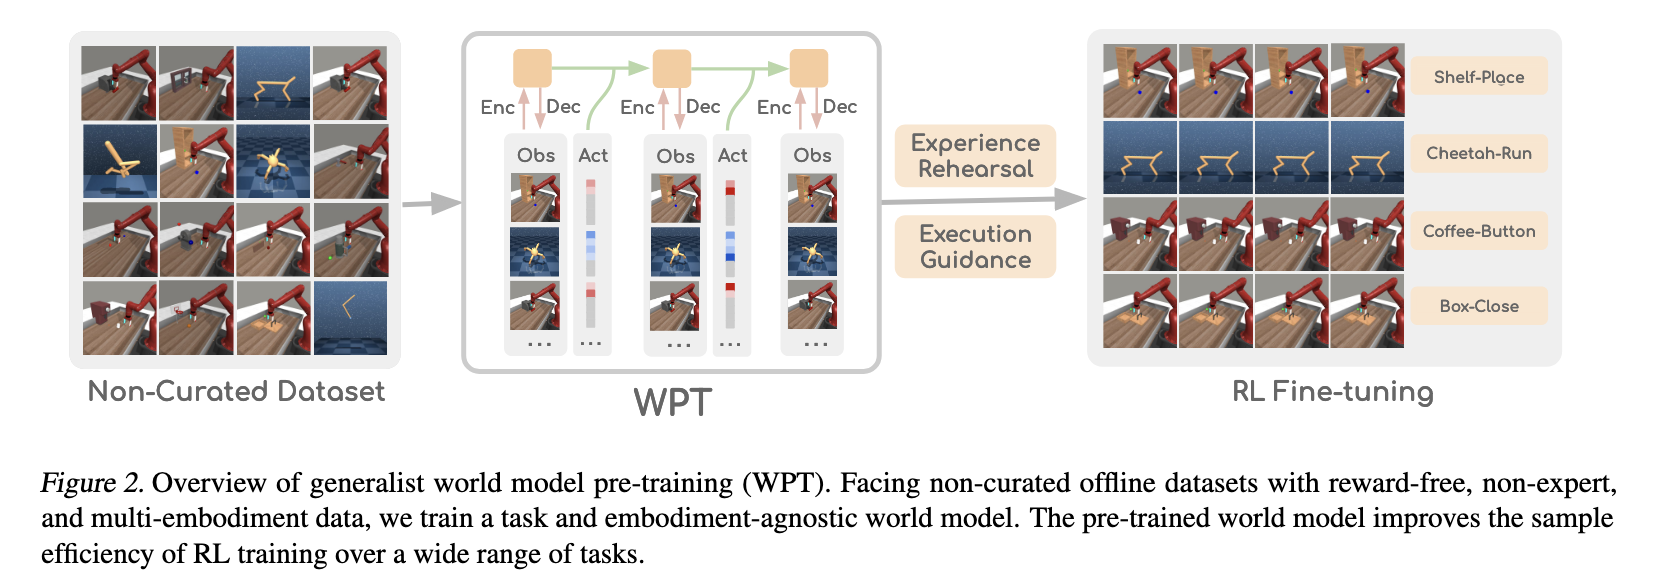 Enc
Dec
Enc
Dec
Enc
Dec
Obs
Act
Obs
Act
Obs
...
...
...
...
...
Experience
Rehearsal
Execution
Guidance
Shelf-Place
Cheetah-Run
Coffee-Button
Box-Close
Non-Curated Dataset
WPT
RL Fine-tuning
Figure 2. Overview of generalist world model pre-training (WPT). Facing non-curated offline datasets with reward-free, non-expert,
and multi-embodiment data, we train a task and embodiment-agnostic world model. The pre-trained world model improves the sample
efficiency of RL training over a wide range of tasks.